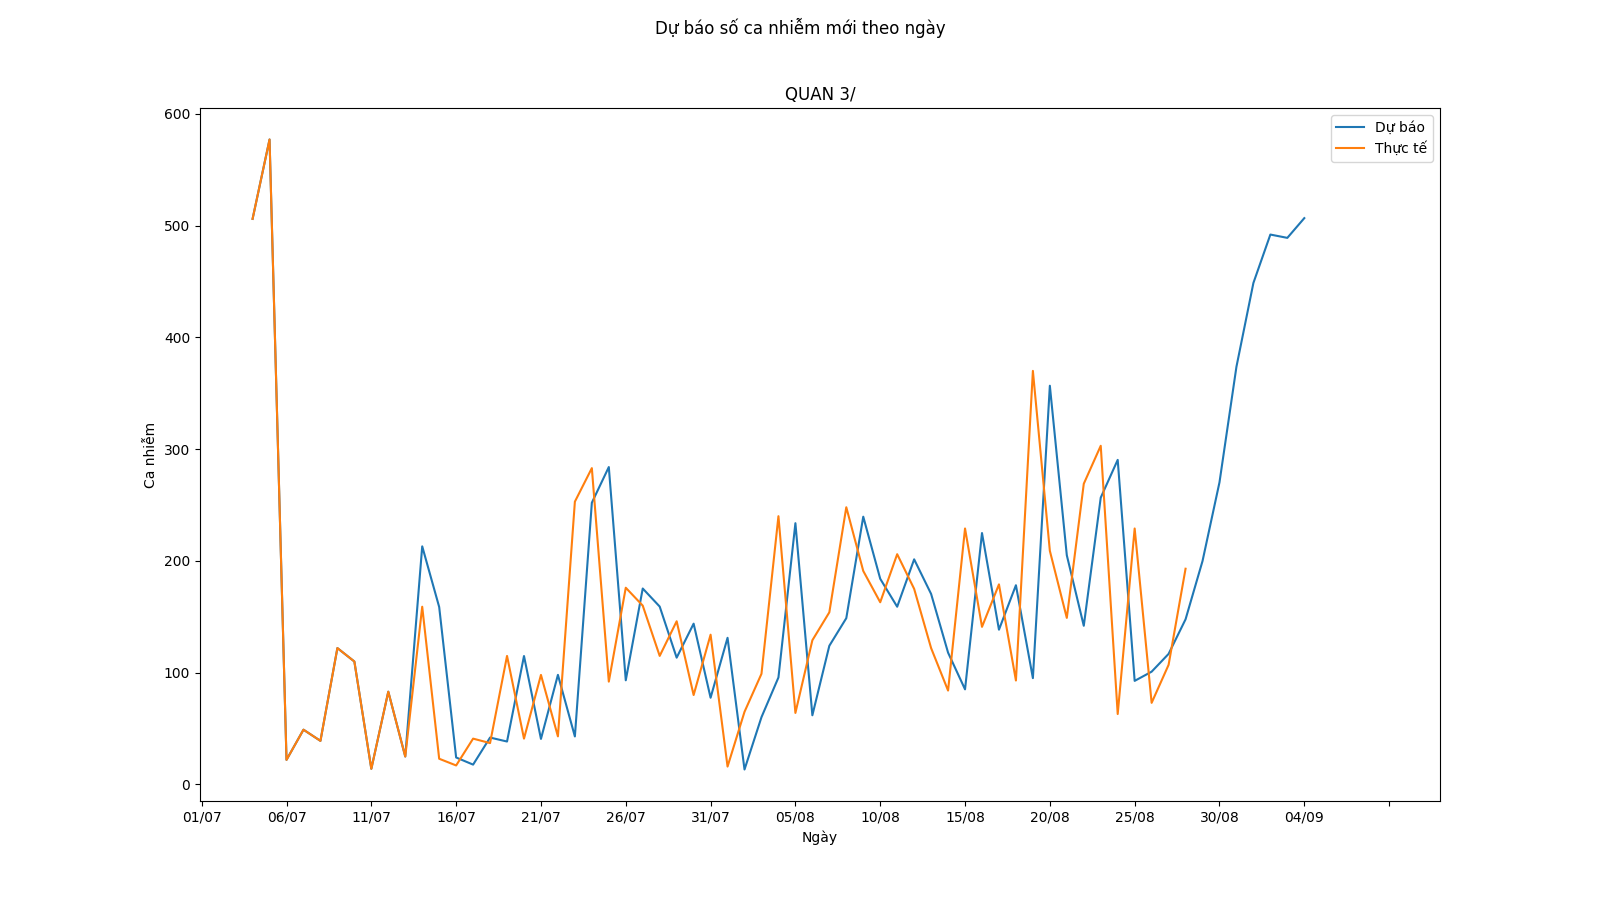 Dự báo số ca nhiễm mới theo ngày
QUAN 3/
Dự báo
Thực tế
600
500
400
300
200
100
0
Ca nhiễm
01/07 06/07 11/07 16/07 21/07 26/07 31/07 05/08 10/08 15/08 20/08 25/08 30/08 04/09
Ngày